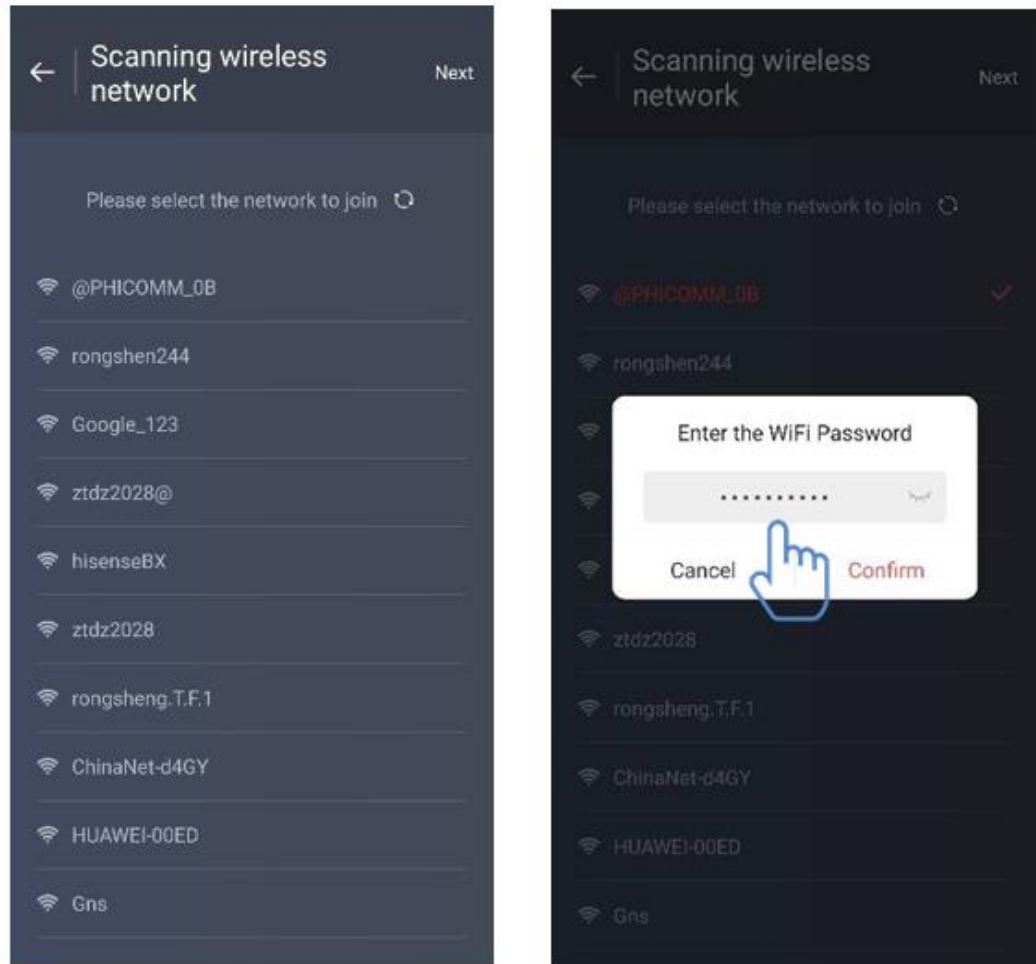 Scanning wireless
network
Next
Please select the network to join
@PHICOMM_0B
rongshen244
Google_123
ztdz2028@
hisenseBX
ztdz2028
rongsheng.T.F.1
ChinaNet-d4GY
HUAWEI-00ED
Gns
Scanning wireless
network
Next
Please select the network to join
@PHICOMM_0B
rongshen244
Enter the WiFi Password
••••••••••
Cancel
Confirm
ztdz2028
rongsheng.T.F.1
ChinaNet-d4GY
HUAWEI-00ED
Gns